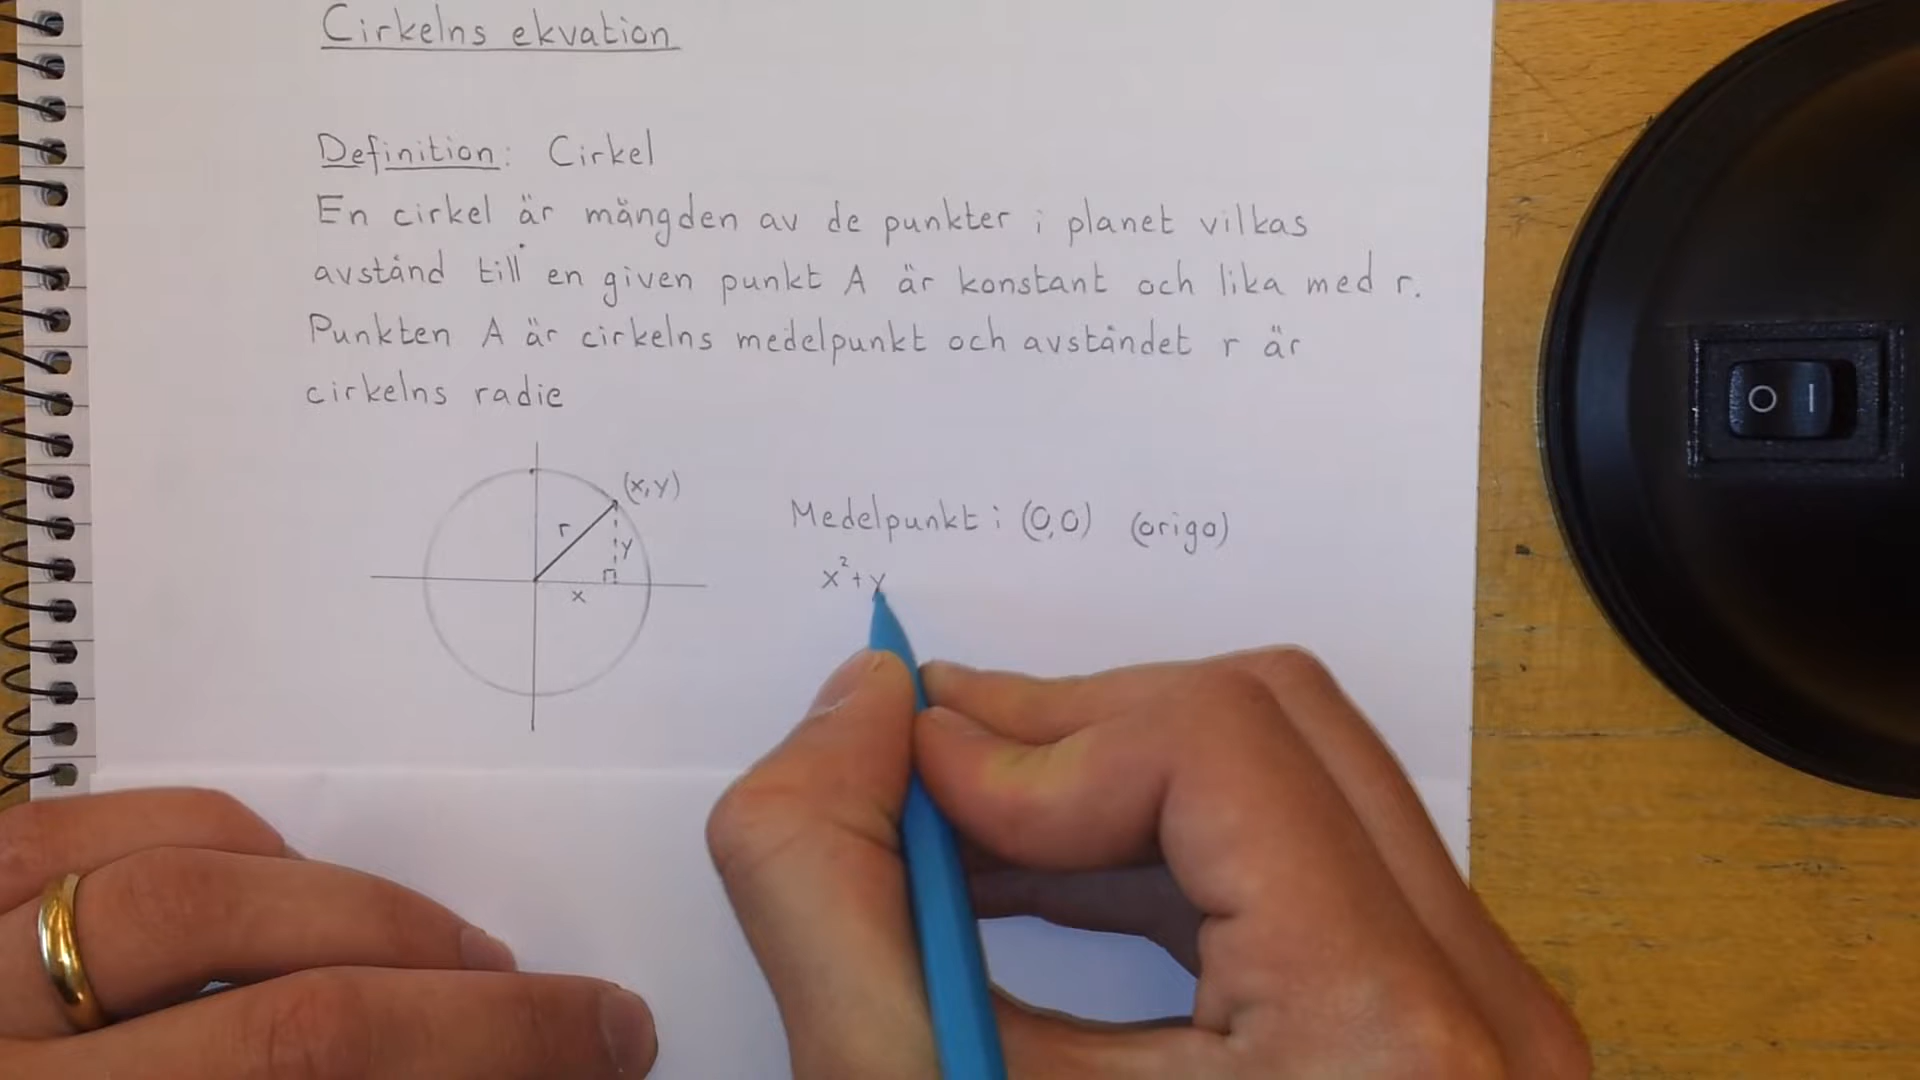 Cirkelns ekvation
Definition: Cirkel
En cirkel är mängden av de punkter i planet vilkas
avstånd till en given punkt A är konstant och lika med r.
Punkten A är cirkelns medelpunkt och avståndet r är
cirkelns radie
(x,y)
r
y
x
Medelpunkt i (0,0) (origo)
x²+y
O I